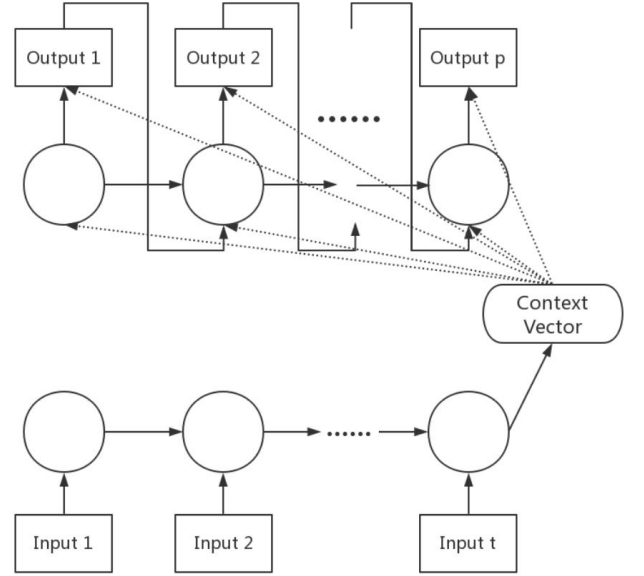 Output 1
Output 2
Output p
......
Context
Vector
......
Input 1
Input 2
Input t